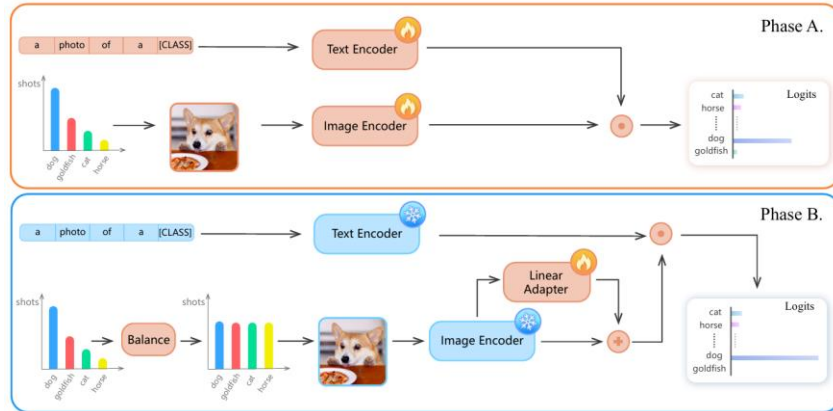 Phase A.
a photo of a [CLASS]
Text Encoder
shots
dog
goldfish
cat
horse
Image Encoder
Logits
cat
horse
dog
goldfish
Phase B.
a photo of a [CLASS]
Text Encoder
shots
dog
goldfish
cat
horse
Balance
shots
dog
goldfish
cat
horse
Linear
Adapter
Image Encoder
Logits
cat
horse
dog
goldfish